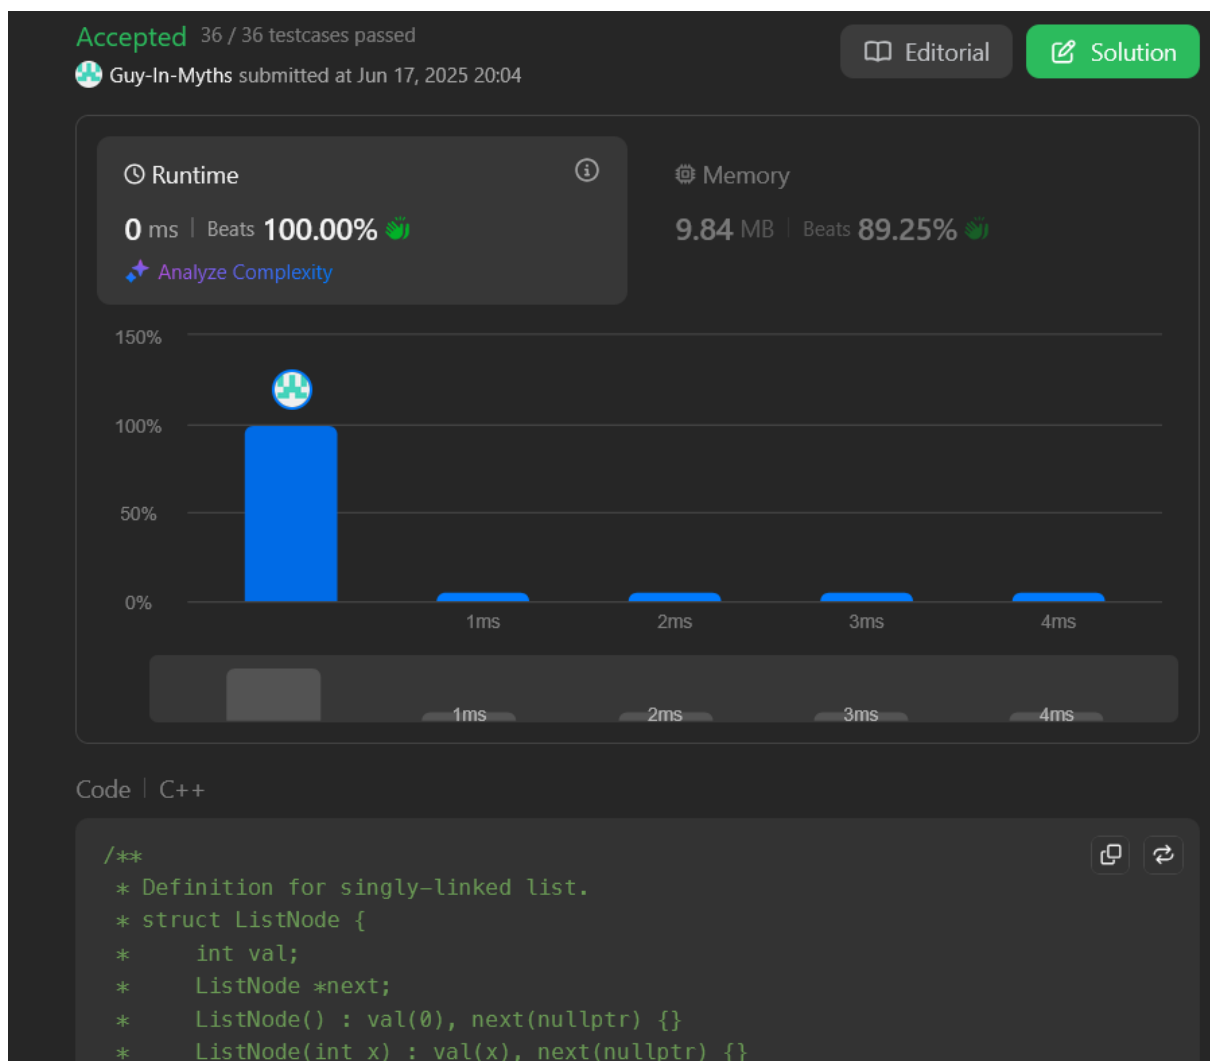 Accepted 36 / 36 testcases passed
Editorial
Solution
Guy-In-Myths submitted at Jun 17, 2025 20:04
Runtime
0 ms | Beats 100.00%
Analyze Complexity
Memory
9.84 MB | Beats 89.25%
150%
100%
50%
0%
1ms 2ms 3ms 4ms
1ms 2ms 3ms 4ms
Code | C++
/**
 * Definition for singly-linked list.
 * struct ListNode {
 *     int val;
 *     ListNode *next;
 *     ListNode() : val(0), next(nullptr) {}
 *     ListNode(int x) : val(x), next(nullptr) {}